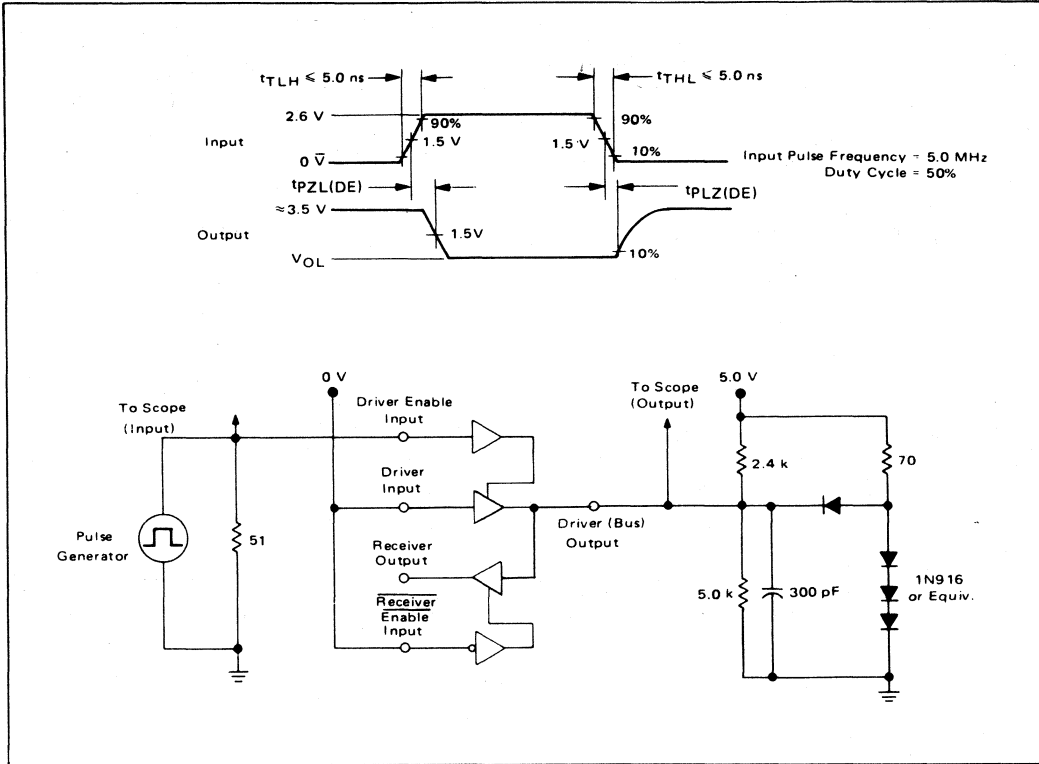 tTLH ≤ 5.0 ns
tTHL ≤ 5.0 ns
2.6 V
90%
90%
Input
1.5 V
1.5 V
0 V
10%
Input Pulse Frequency = 5.0 MHz
Duty Cycle = 50%
tPZL(DE)
tPLZ(DE)
≈3.5 V
Output
1.5V
VOL
10%
0 V
5.0 V
To Scope
(Input)
Driver Enable
Input
To Scope
(Output)
2.4 k
70
Driver
Input
Pulse
Generator
51
Driver (Bus)
Output
Receiver
Output
5.0 k
300 pF
1N916
or Equiv.
Receiver
Enable
Input